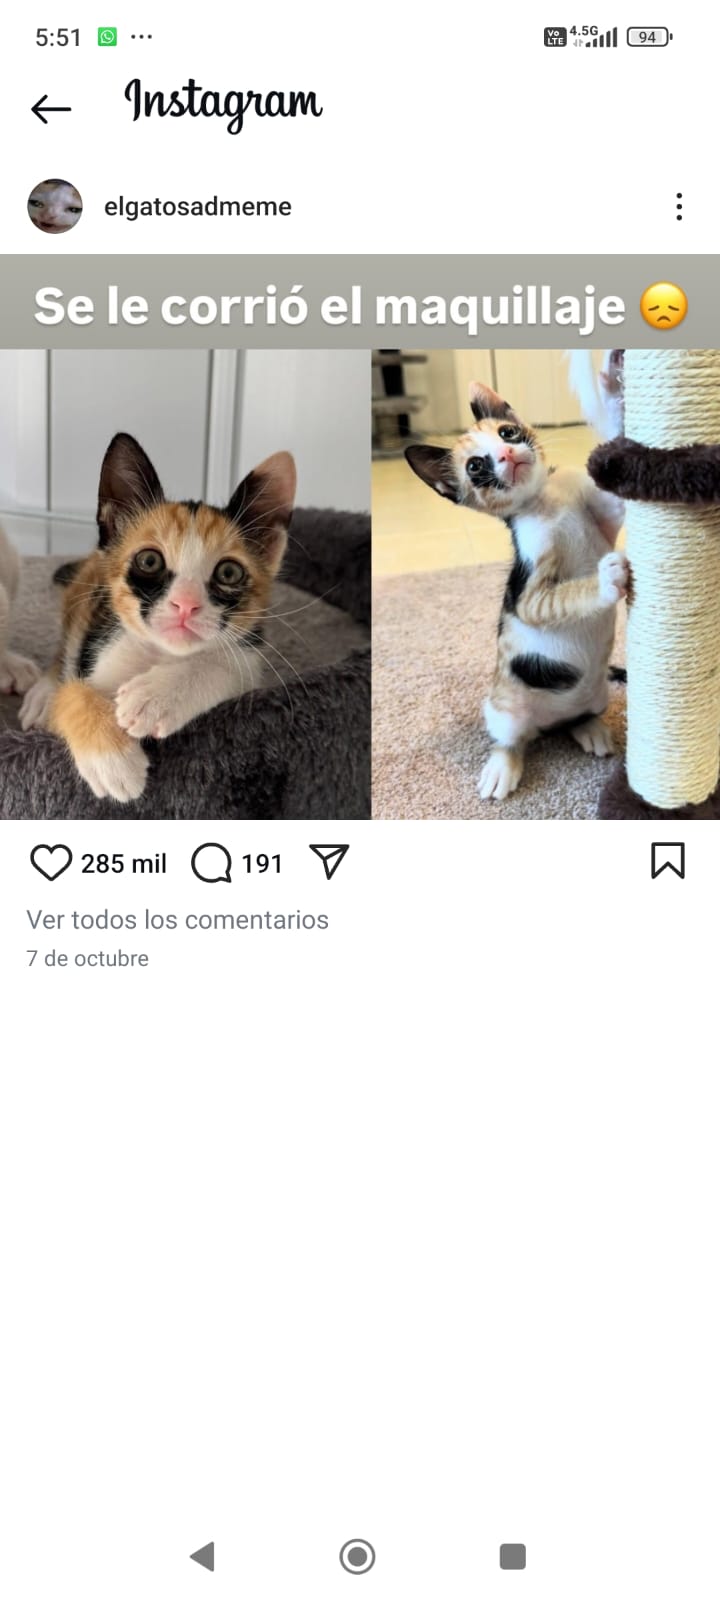 5:51
Vo LTE 4.5G 94
Instagram
elgatosadmeme
Se le corrió el maquillaje 😞
285 mil 191
Ver todos los comentarios
7 de octubre